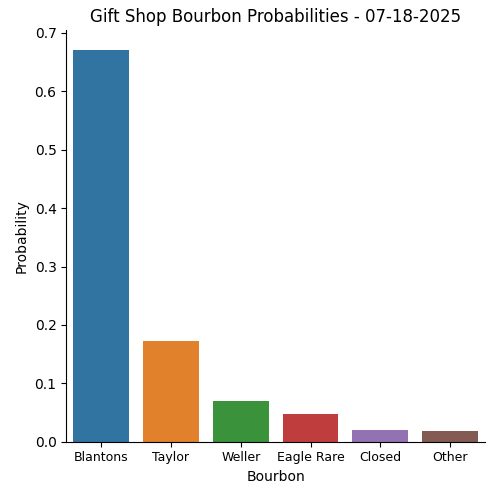 Gift Shop Bourbon Probabilities - 07-18-2025
0.7
0.6
0.5
0.4
0.3
0.2
0.1
0.0
Probability
Blantons Taylor Weller Eagle Rare Closed Other
Bourbon